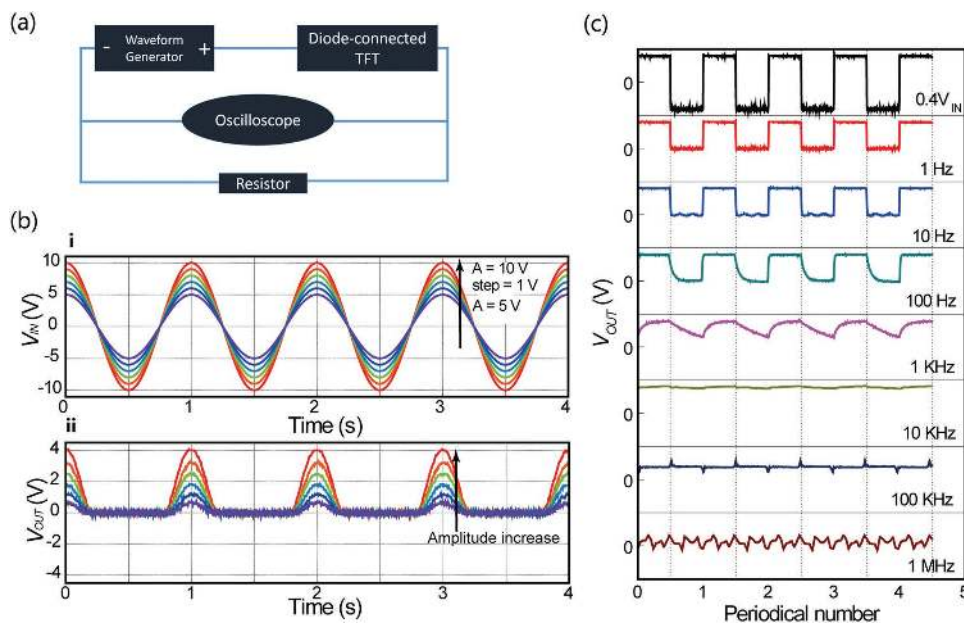 (a)
- Waveform Generator +
Diode-connected
TFT
Oscilloscope
Resistor
(b)
i
10
5
0
-5
-10
V_IN (V)
A = 10 V
step = 1 V
A = 5 V
0 1 2 3 4
Time (s)
ii
4
2
0
-2
-4
V_OUT (V)
Amplitude increase
0 1 2 3 4
Time (s)
(c)
V_OUT (V)
0
0.4V_IN
0
1 Hz
0
10 Hz
0
100 Hz
0
1 KHz
0
10 KHz
0
100 KHz
0
1 MHz
0 1 2 3 4 5
Periodical number